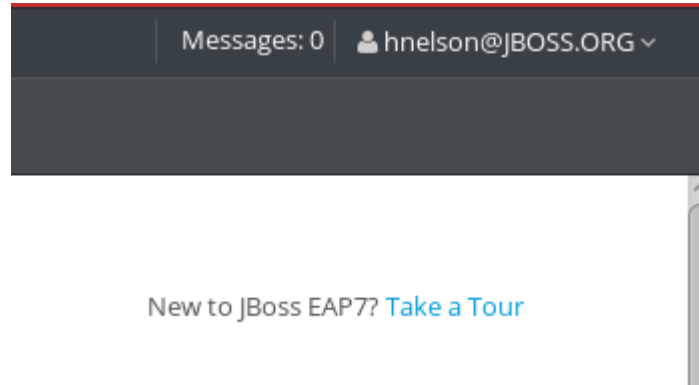 Messages: 0 hnelson@JBOSS.ORG
New to JBoss EAP7? Take a Tour